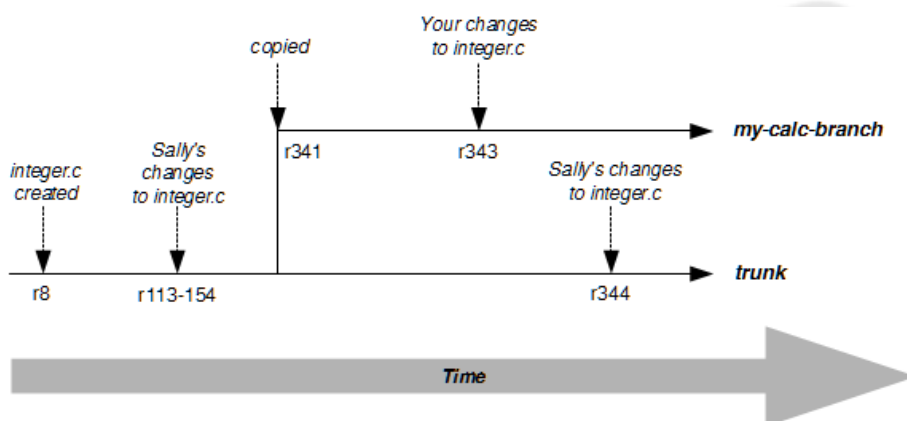 copied
Your changes
to integer.c
my-calc-branch
r341
r343
integer.c
created
Sally's
changes
to integer.c
Sally's changes
to integer.c
trunk
r8
r113-154
r344
Time